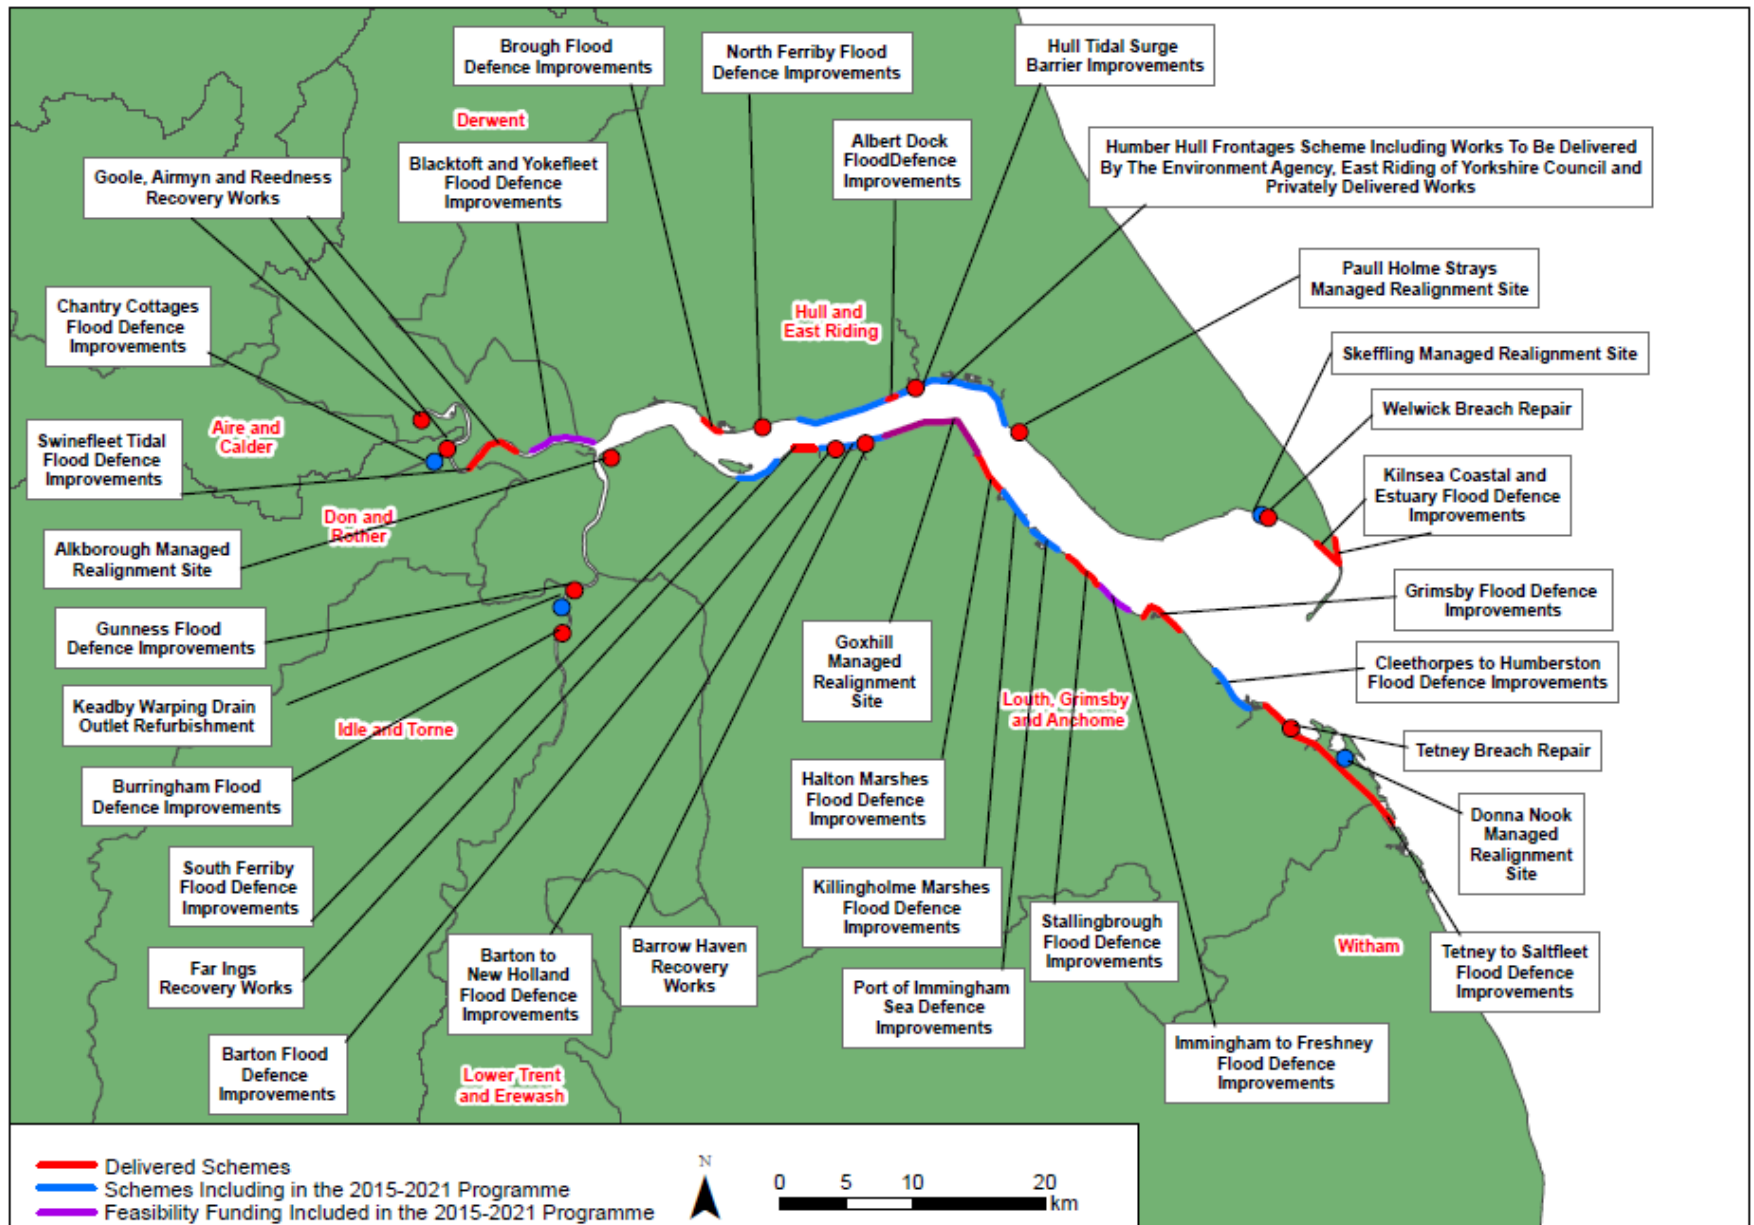 Brough Flood
Defence Improvements
North Ferriby Flood
Defence Improvements
Hull Tidal Surge
Barrier Improvements
Derwent
Albert Dock
FloodDefence
Improvements
Humber Hull Frontages Scheme Including Works To Be Delivered
By The Environment Agency, East Riding of Yorkshire Council and
Privately Delivered Works
Goole, Airmyn and Reedness
Recovery Works
Blacktoft and Yokefleet
Flood Defence
Improvements
Paull Holme Strays
Managed Realignment Site
Chantry Cottages
Flood Defence
Improvements
Hull and
East Riding
Skeffling Managed Realignment Site
Welwick Breach Repair
Swinefleet Tidal
Flood Defence
Improvements
Aire and
Calder
Kilnsea Coastal and
Estuary Flood Defence
Improvements
Don and
Rother
Alkborough Managed
Realignment Site
Grimsby Flood Defence
Improvements
Gunness Flood
Defence Improvements
Goxhill
Managed
Realignment
Site
Cleethorpes to Humberston
Flood Defence Improvements
Keadby Warping Drain
Outlet Refurbishment
Idle and Torne
Louth, Grimsby
and Anchome
Tetney Breach Repair
Burringham Flood
Defence Improvements
Halton Marshes
Flood Defence
Improvements
Donna Nook
Managed
Realignment
Site
South Ferriby
Flood Defence
Improvements
Killingholme Marshes
Flood Defence
Improvements
Stallingbrough
Flood Defence
Improvements
Witham
Tetney to Saltfleet
Flood Defence
Improvements
Far Ings
Recovery Works
Barton to
New Holland
Flood Defence
Improvements
Barrow Haven
Recovery
Works
Port of Immingham
Sea Defence
Improvements
Immingham to Freshney
Flood Defence
Improvements
Barton Flood
Defence
Improvements
Lower Trent
and Erewash
Delivered Schemes
Schemes Including in the 2015-2021 Programme
Feasibility Funding Included in the 2015-2021 Programme
N
0 5 10 20
km